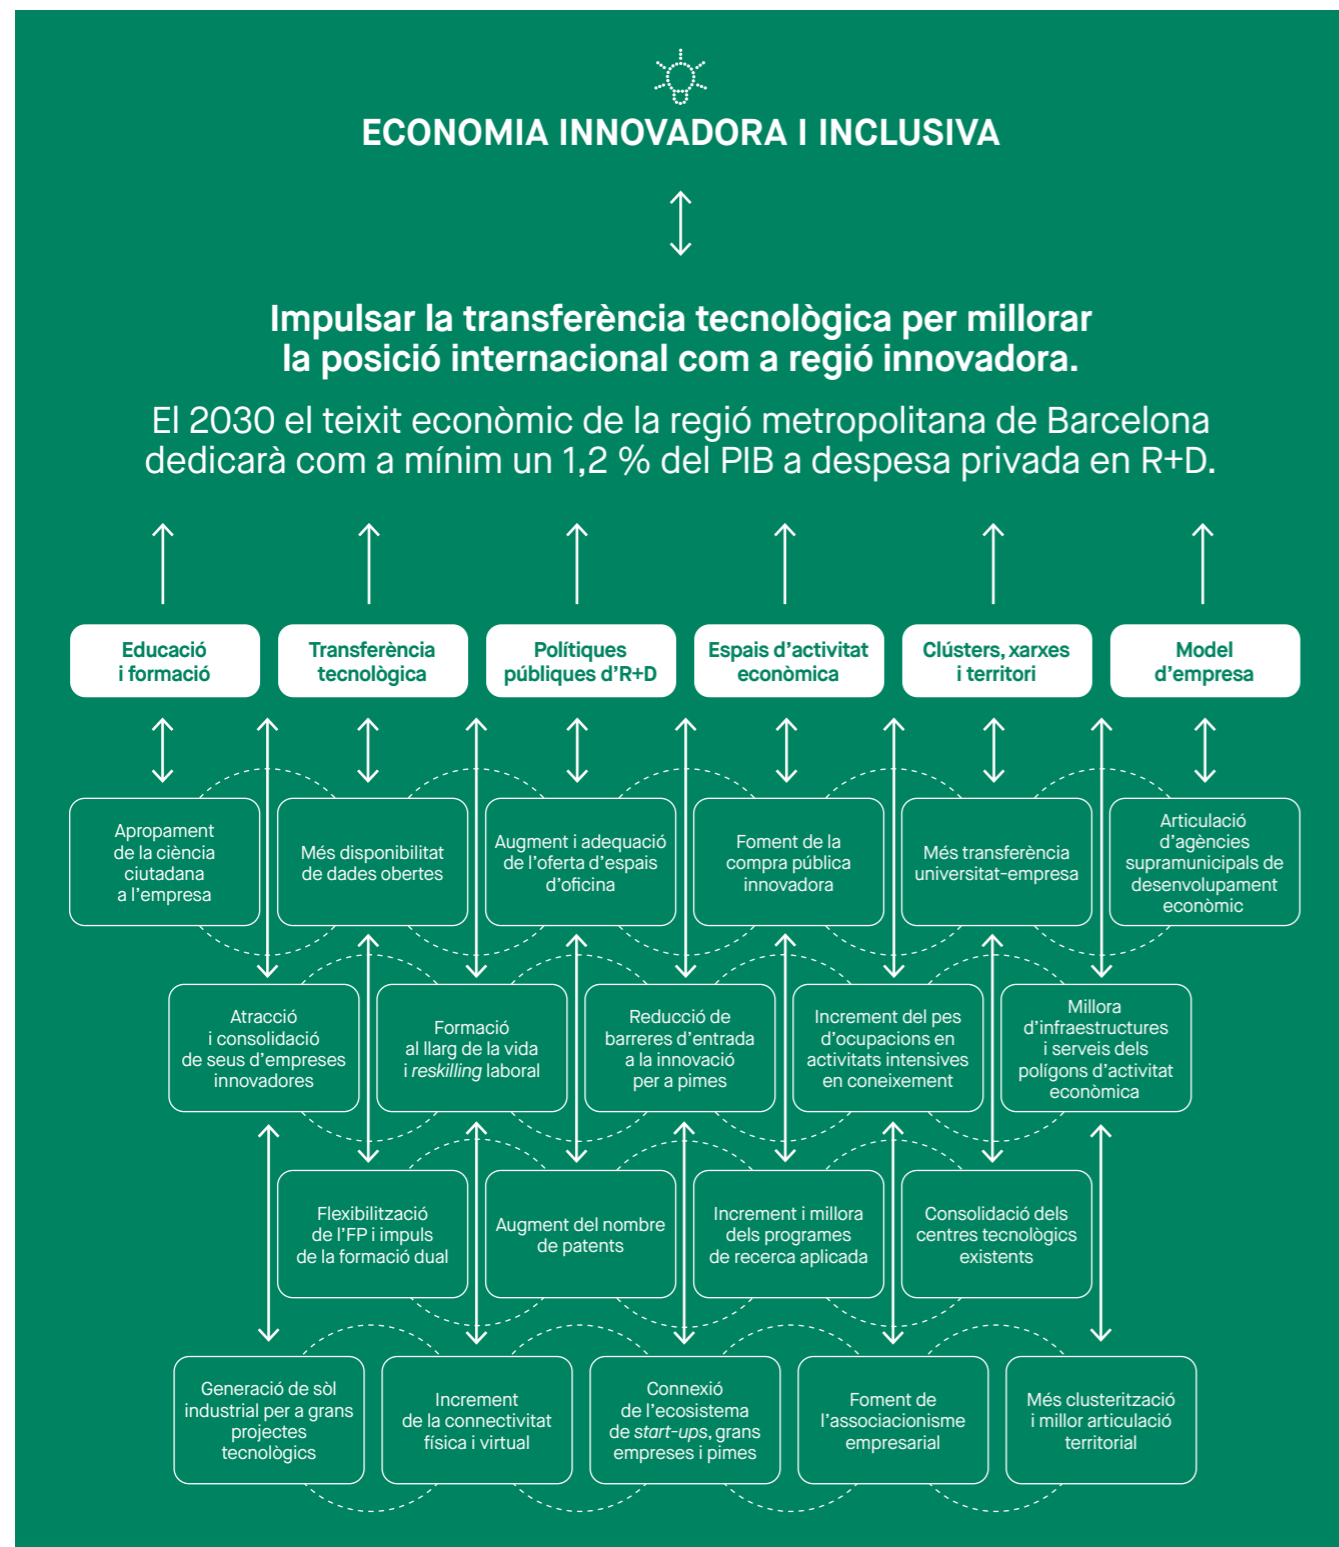 ECONOMIA INNOVADORA I INCLUSIVA
Impulsar la transferència tecnològica per millorar
la posició internacional com a regió innovadora.
El 2030 el teixit econòmic de la regió metropolitana de Barcelona
dedicarà com a mínim un 1,2 % del PIB a despesa privada en R+D.
Educació
i formació
Transferència
tecnològica
Polítiques
públiques d’R+D
Espais d’activitat
econòmica
Clústers, xarxes
i territori
Model
d’empresa
Apropament
de la ciència
ciutadana
a l’empresa
Més disponibilitat
de dades obertes
Augment i adequació
de l’oferta d’espais
d’oficina
Foment de la
compra pública
innovadora
Més transferència
universitat-empresa
Articulació
d’agències
supramunicipals de
desenvolupament
econòmic
Atracció
i consolidació
de seus d’empreses
innovadores
Formació
al llarg de la vida
i reskilling laboral
Reducció de
barreres d’entrada
a la innovació
per a pimes
Increment del pes
d’ocupacions en
activitats intensives
en coneixement
Millora
d’infraestructures
i serveis dels
polígons d’activitat
econòmica
Flexibilització
de l’FP i impuls
de la formació dual
Augment del nombre
de patents
Increment i millora
dels programes
de recerca aplicada
Consolidació dels
centres tecnològics
existents
Generació de sòl
industrial per a grans
projectes
tecnològics
Increment
de la connectivitat
física i virtual
Connexió
de l’ecosistema
de start-ups, grans
empreses i pimes
Foment de
l’associacionisme
empresarial
Més clusterització
i millor articulació
territorial